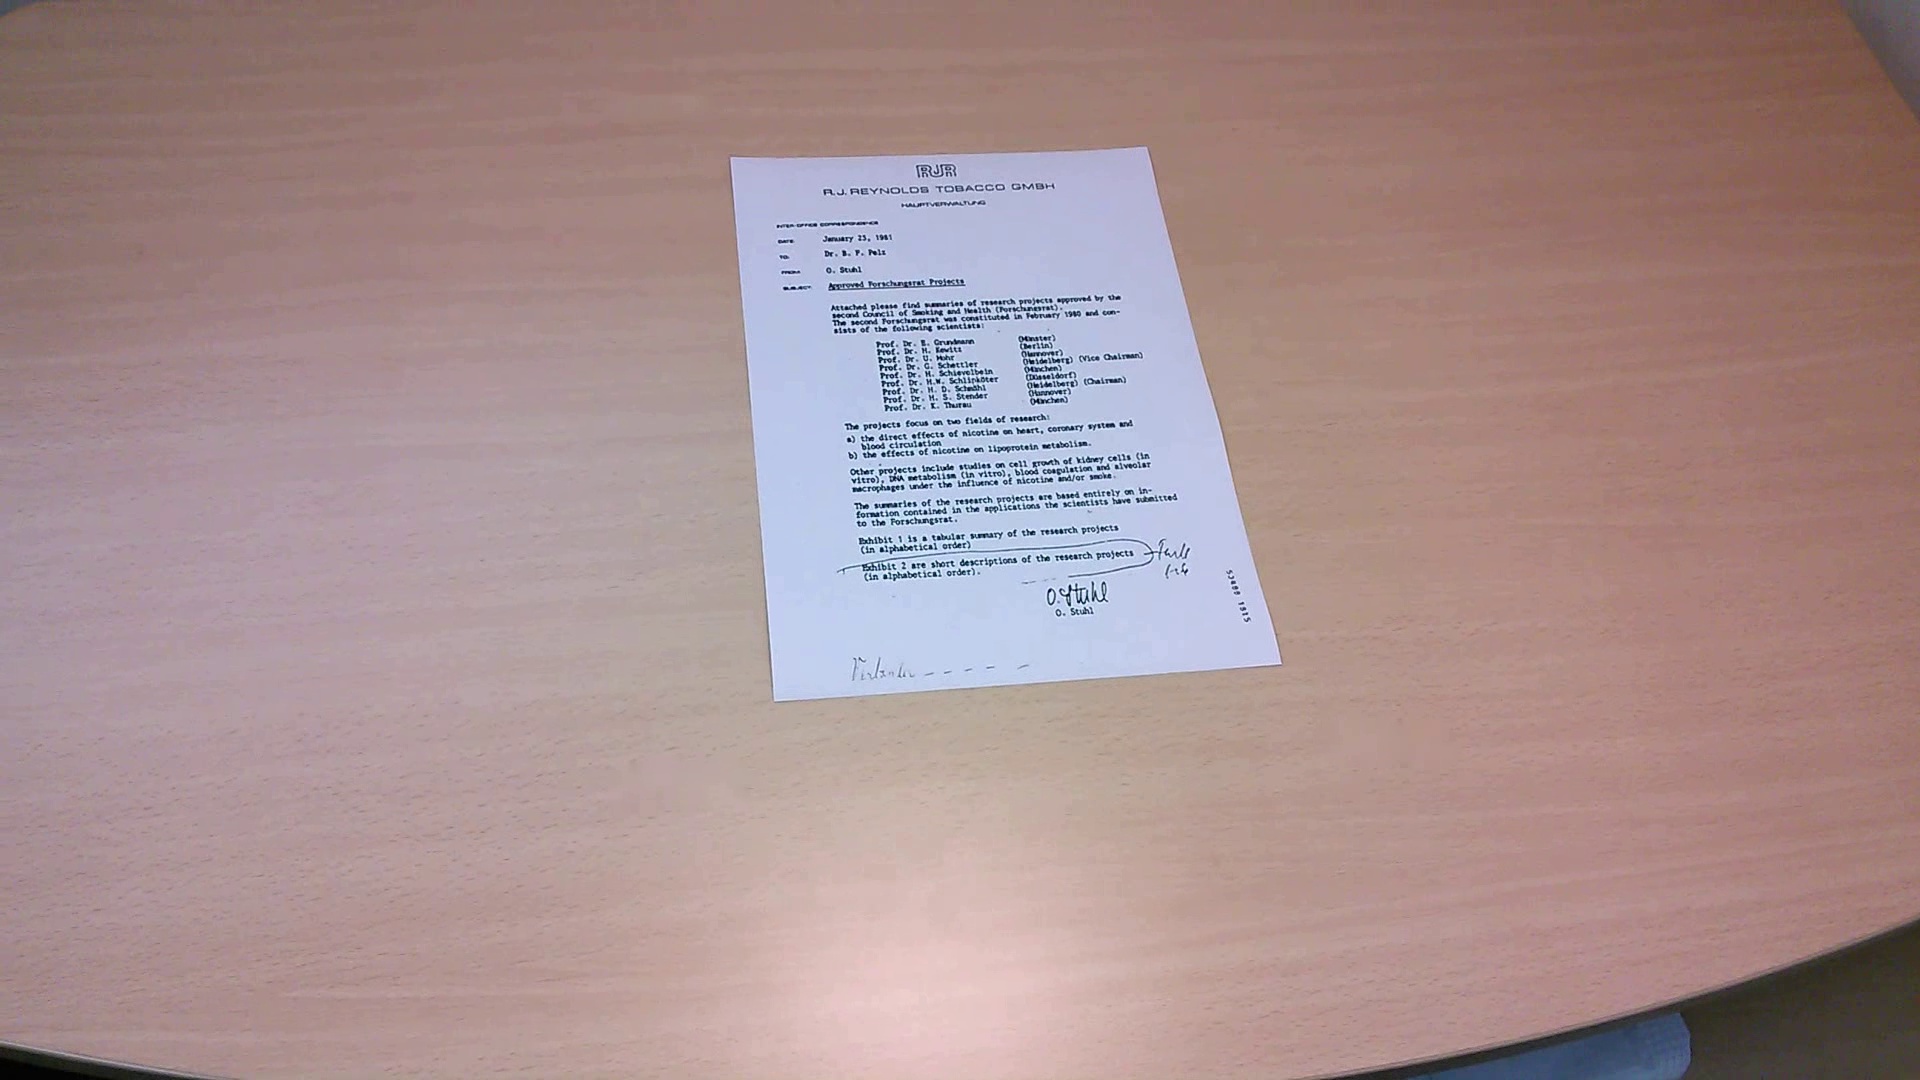 RJR
R.J. REYNOLDS TOBACCO GMBH
HAUPTVERWALTUNG
INTER-OFFICE CORRESPONDENCE
DATE: January 23, 1981
TO: Dr. B. F. Pelz
FROM: O. Stuhl
SUBJECT: Approved Forschungsrat Projects
Attached please find summaries of research projects approved by the
second Council of Smoking and Health (Forschungsrat).
The second Forschungsrat was constituted in February 1980 and con-
sists of the following scientists:
Prof. Dr. E. Grundmann (Münster)
Prof. Dr. H. Kewitz (Berlin)
Prof. Dr. U. Mohr (Hannover)
Prof. Dr. G. Schettler (Heidelberg) (Vice Chairman)
Prof. Dr. H. Schievelbein (München)
Prof. Dr. H.W. Schlipköter (Düsseldorf)
Prof. Dr. H. D. Schmähl (Heidelberg) (Chairman)
Prof. Dr. H. S. Stender (Hannover)
Prof. Dr. K. Thurau (München)
The projects focus on two fields of research:
a) the direct effects of nicotine on heart, coronary system and
blood circulation
b) the effects of nicotine on lipoprotein metabolism.
Other projects include studies on cell growth of kidney cells (in
vitro), DNA metabolism (in vitro), blood coagulation and alveolar
macrophages under the influence of nicotine and/or smoke.
The summaries of the research projects are based entirely on in-
formation contained in the applications the scientists have submitted
to the Forschungsrat.
Exhibit 1 is a tabular summary of the research projects
(in alphabetical order)
Exhibit 2 are short descriptions of the research projects
(in alphabetical order).
O. Stuhl
O. Stuhl